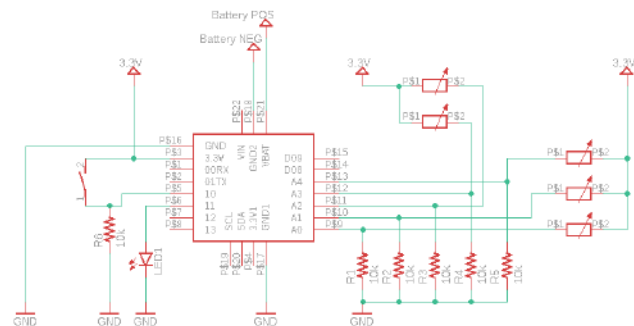 Battery POS
Battery NEG
3.3V
3.3V
3.3V
P$22
P$18
P$21
P$1
P$2
P$1
P$2
P$16
P$3
P$1
P$2
P$5
P$6
P$7
P$8
GND
3.3V
00RX
01TX
10
11
12
13
VIN
GND2
VBAT
SCL
SDA
3.3V1
GND1
D09
D08
A4
A3
A2
A1
A0
P$15
P$14
P$13
P$12
P$11
P$10
P$9
P$1
P$2
P$1
P$2
P$1
P$2
2
1
R6
10k
LED1
P$19
P$20
P$4
P$17
R1
10k
R2
10k
R3
10k
R4
10k
R5
10k
GND
GND
GND
GND
GND